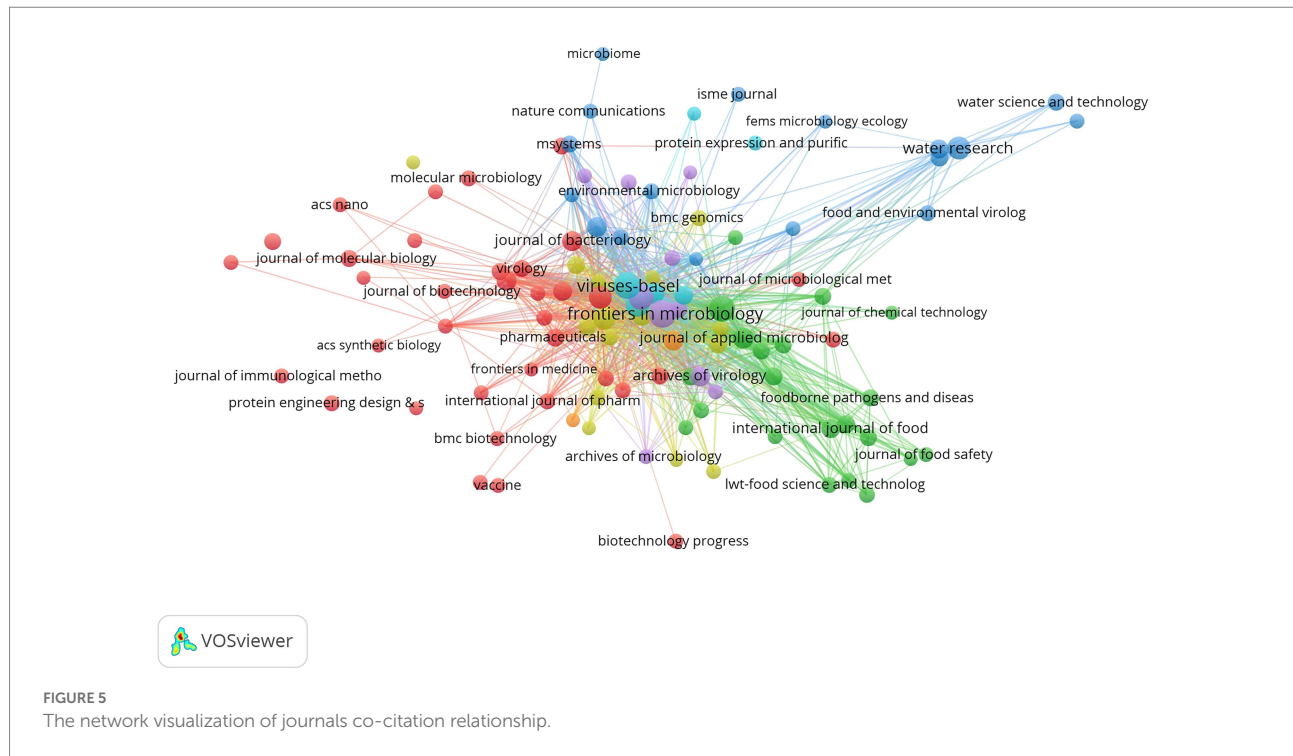 microbiome
isme journal
water science and technology
nature communications
fems microbiology ecology
msystems
protein expression and purific
water research
molecular microbiology
environmental microbiology
acs nano
bmc genomics
food and environmental virolog
journal of bacteriology
journal of molecular biology
virology
journal of microbiological met
viruses-basel
journal of biotechnology
frontiers in microbiology
journal of chemical technology
pharmaceuticals
journal of applied microbiolog
acs synthetic biology
frontiers in medicine
archives of virology
journal of immunological metho
foodborne pathogens and diseas
protein engineering design & s
international journal of pharm
international journal of food
bmc biotechnology
archives of microbiology
journal of food safety
vaccine
lwt-food science and technolog
biotechnology progress
VOSviewer
FIGURE 5
The network visualization of journals co-citation relationship.